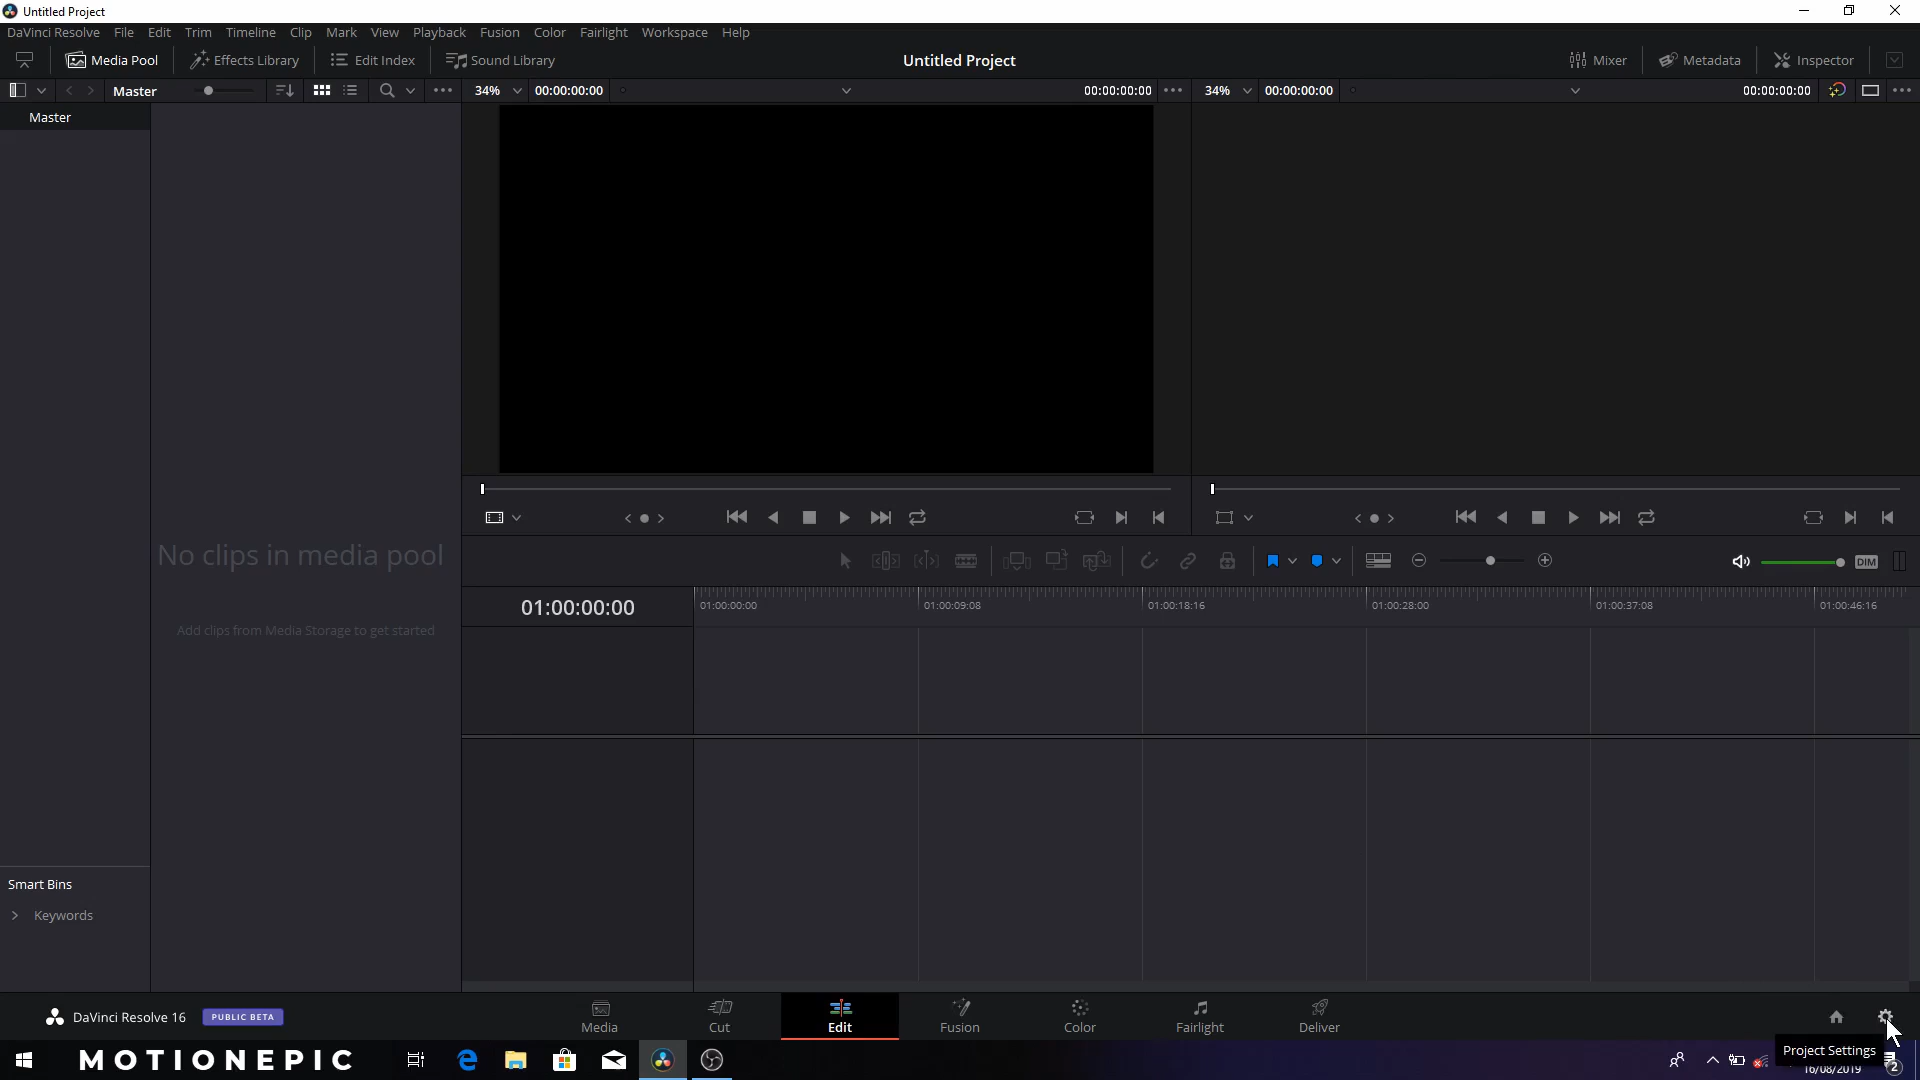 Untitled Project
DaVinci Resolve File Edit Trim Timeline Clip Mark View Playback Fusion Color Fairlight Workspace Help
Media Pool Effects Library Edit Index Sound Library Untitled Project Mixer Metadata Inspector
Master 34% 00:00:00:00 00:00:00:00 34% 00:00:00:00 00:00:00:00
Master
No clips in media pool
Add clips from Media Storage to get started
DIM
01:00:00:00 01:00:00:00 01:00:09:08 01:00:18:16 01:00:28:00 01:00:37:08 01:00:46:16
Smart Bins
Keywords
DaVinci Resolve 16 PUBLIC BETA Media Cut Edit Fusion Color Fairlight Deliver
Project Settings
MOTIONEPIC
16/08/2019 2